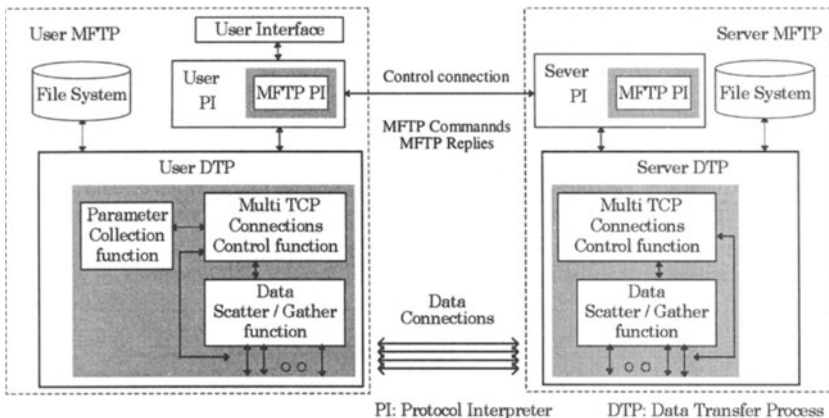 User MFTP
User Interface
Server MFTP
File System
User
PI
MFTP PI
Control connection
Sever
PI
MFTP PI
File System
MFTP Commannds
MFTP Replies
User DTP
Server DTP
Parameter
Collection
function
Multi TCP
Connections
Control function
Multi TCP
Connections
Control function
Data
Scatter / Gather
function
Data
Connections
Data
Scatter / Gather
function
PI: Protocol Interpreter
DTP: Data Transfer Process